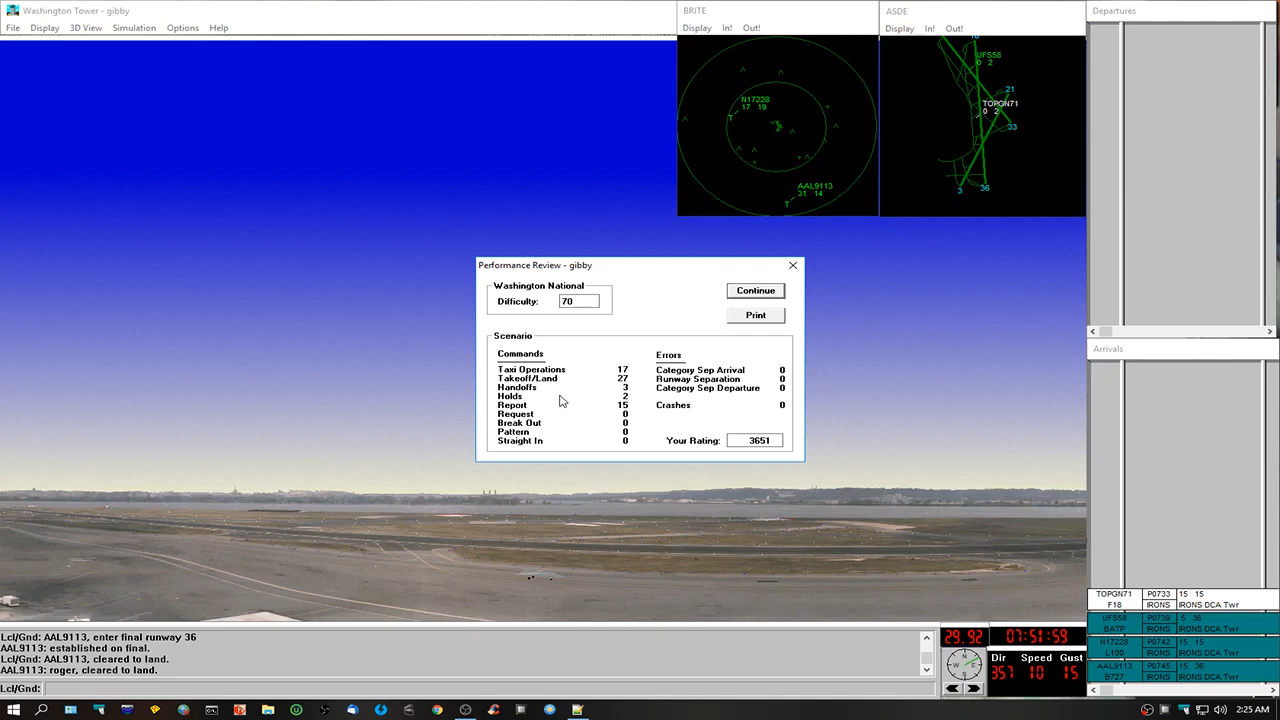 Washington Tower - gibby
File Display 3D View Simulation Options Help
BRITE
Display In! Out!
N17228
17 19
AAL9113
31 14
T
T
ASDE
Display In! Out!
UFS58
0 2
21
TOPGN71
0 2
33
3
36
Departures
Performance Review - gibby
Washington National
Difficulty: 70
Continue
Print
Scenario
Commands
Taxi Operations 17
Takeoff/Land 27
Handoffs 3
Holds 2
Report 15
Request 0
Break Out 0
Pattern 0
Straight In 0
Errors
Category Sep Arrival 0
Runway Separation 0
Category Sep Departure 0
Crashes 0
Your Rating: 3651
Arrivals
TOPGN71 P0733 15 15
F18 IRONS IRONS DCA Twr
UFS58 P0739 5 36
BATP IRONS IRONS DCA Twr
N17228 P0742 15 15
L100 IRONS IRONS DCA Twr
AAL9113 P0745 15 36
B727 IRONS IRONS DCA Twr
Lcl/Gnd: AAL9113, enter final runway 36
AAL9113: established on final.
Lcl/Gnd: AAL9113, cleared to land.
AAL9113: roger, cleared to land.
Lcl/Gnd:
29.92 07:51:59
Dir Speed Gust
357 10 15
2:25 AM